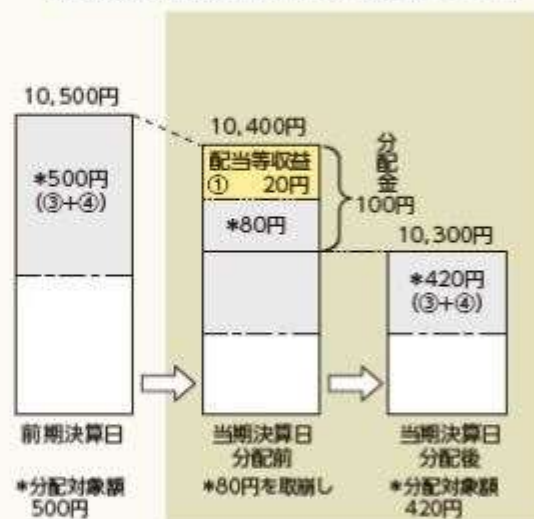 10,500円
*500円
(③+④)
前期決算日
*分配対象額
500円
10,400円
配当等収益
① 20円
*80円
分配金
100円
当期決算日
分配前
*80円を取崩し
10,300円
*420円
(③+④)
当期決算日
分配後
*分配対象額
420円